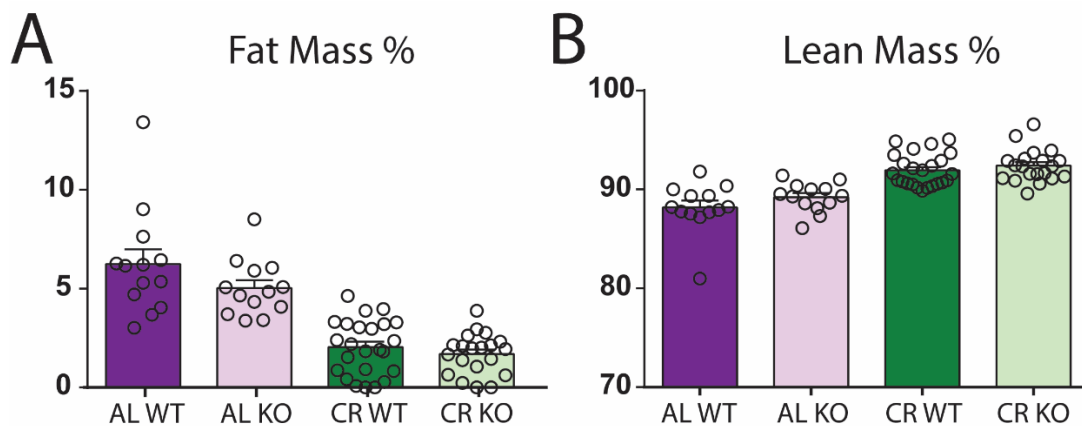 A Fat Mass %
15
10
5
0
AL WT AL KO CR WT CR KO
B Lean Mass %
100
90
80
70
AL WT AL KO CR WT CR KO